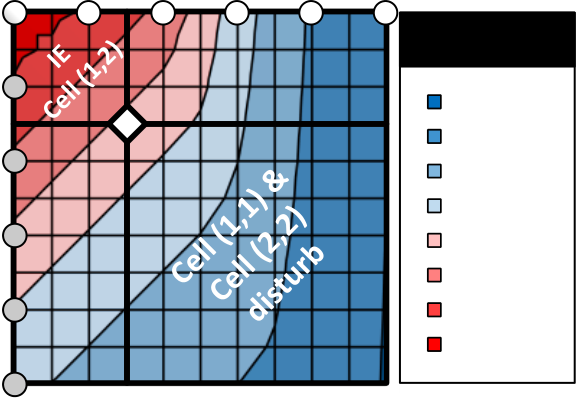 IE
Cell (1,2)
Cell (1,1) &
Cell (2,2)
disturb